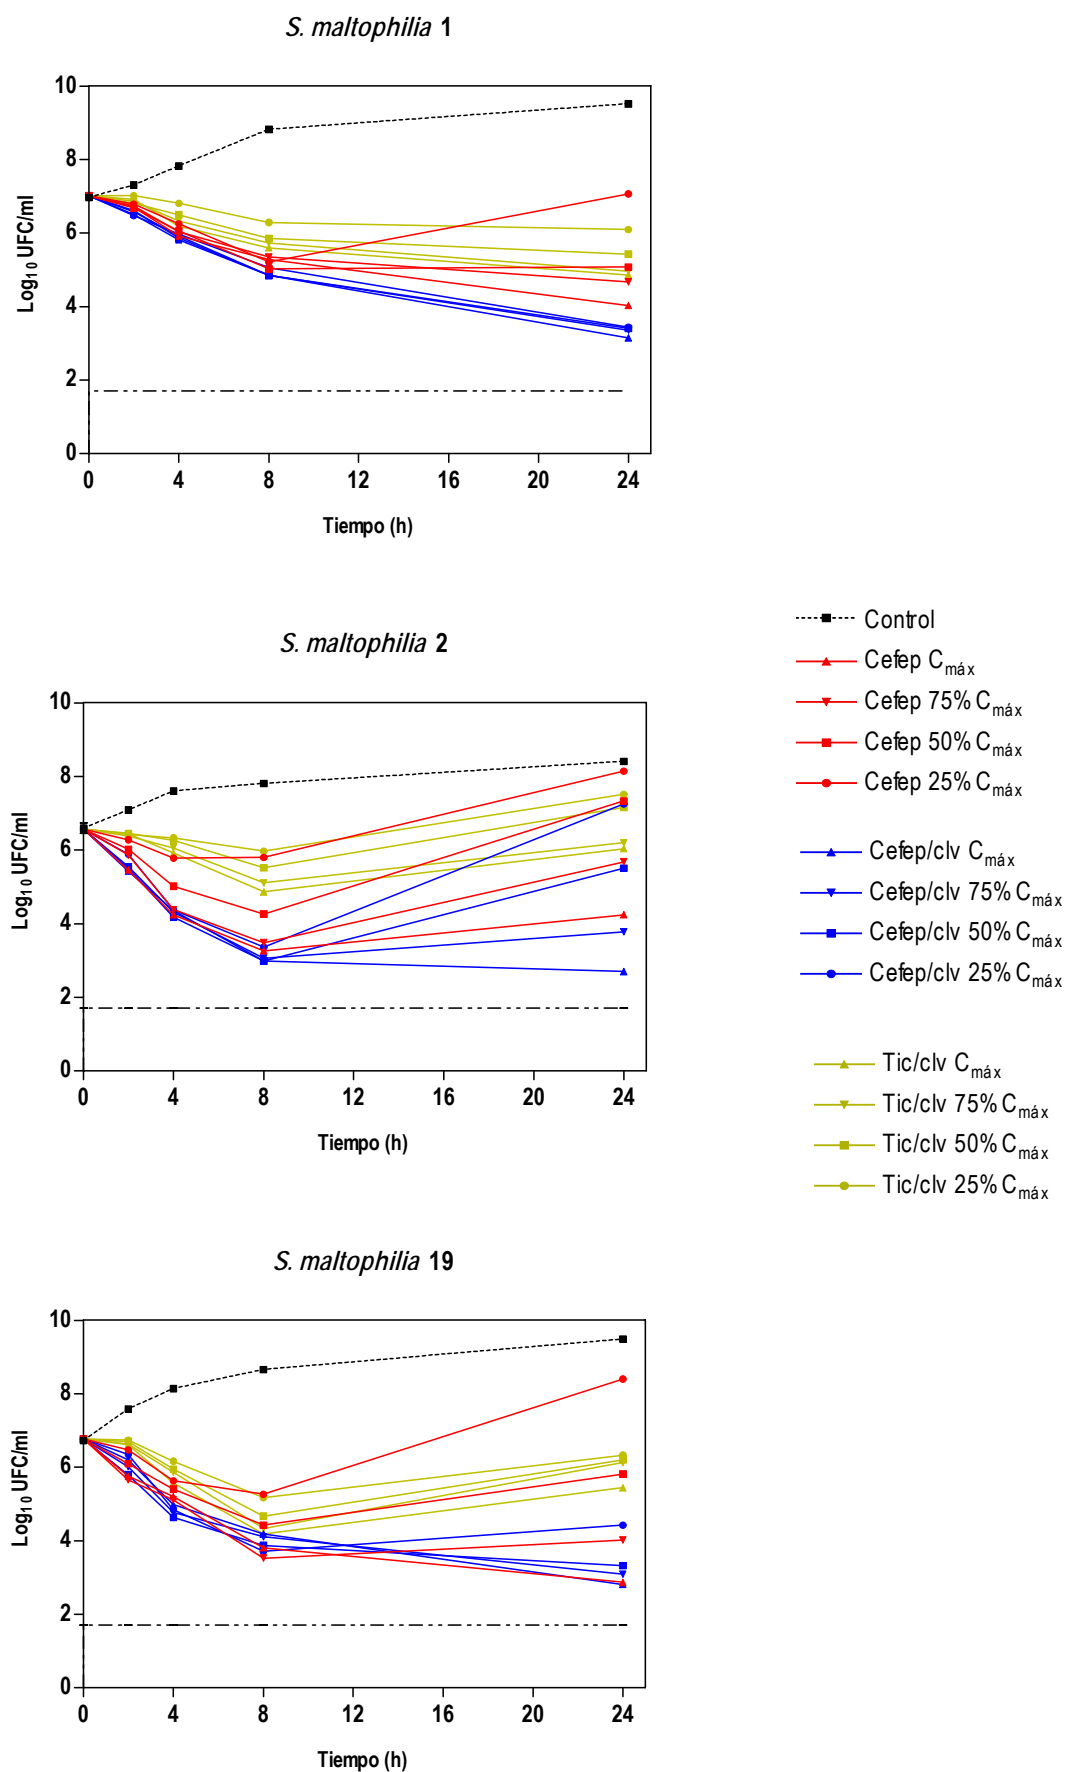 S. maltophilia 1
10
8
6
4
2
0
Log10 UFC/ml
0 4 8 12 16 20 24
Tiempo (h)
S. maltophilia 2
10
8
6
4
2
0
Log10 UFC/ml
0 4 8 12 16 20 24
Tiempo (h)
Control
Cefep Cmáx
Cefep 75% Cmáx
Cefep 50% Cmáx
Cefep 25% Cmáx
Cefep/clv Cmáx
Cefep/clv 75% Cmáx
Cefep/clv 50% Cmáx
Cefep/clv 25% Cmáx
Tic/clv Cmáx
Tic/clv 75% Cmáx
Tic/clv 50% Cmáx
Tic/clv 25% Cmáx
S. maltophilia 19
10
8
6
4
2
0
Log10 UFC/ml
0 4 8 12 16 20 24
Tiempo (h)